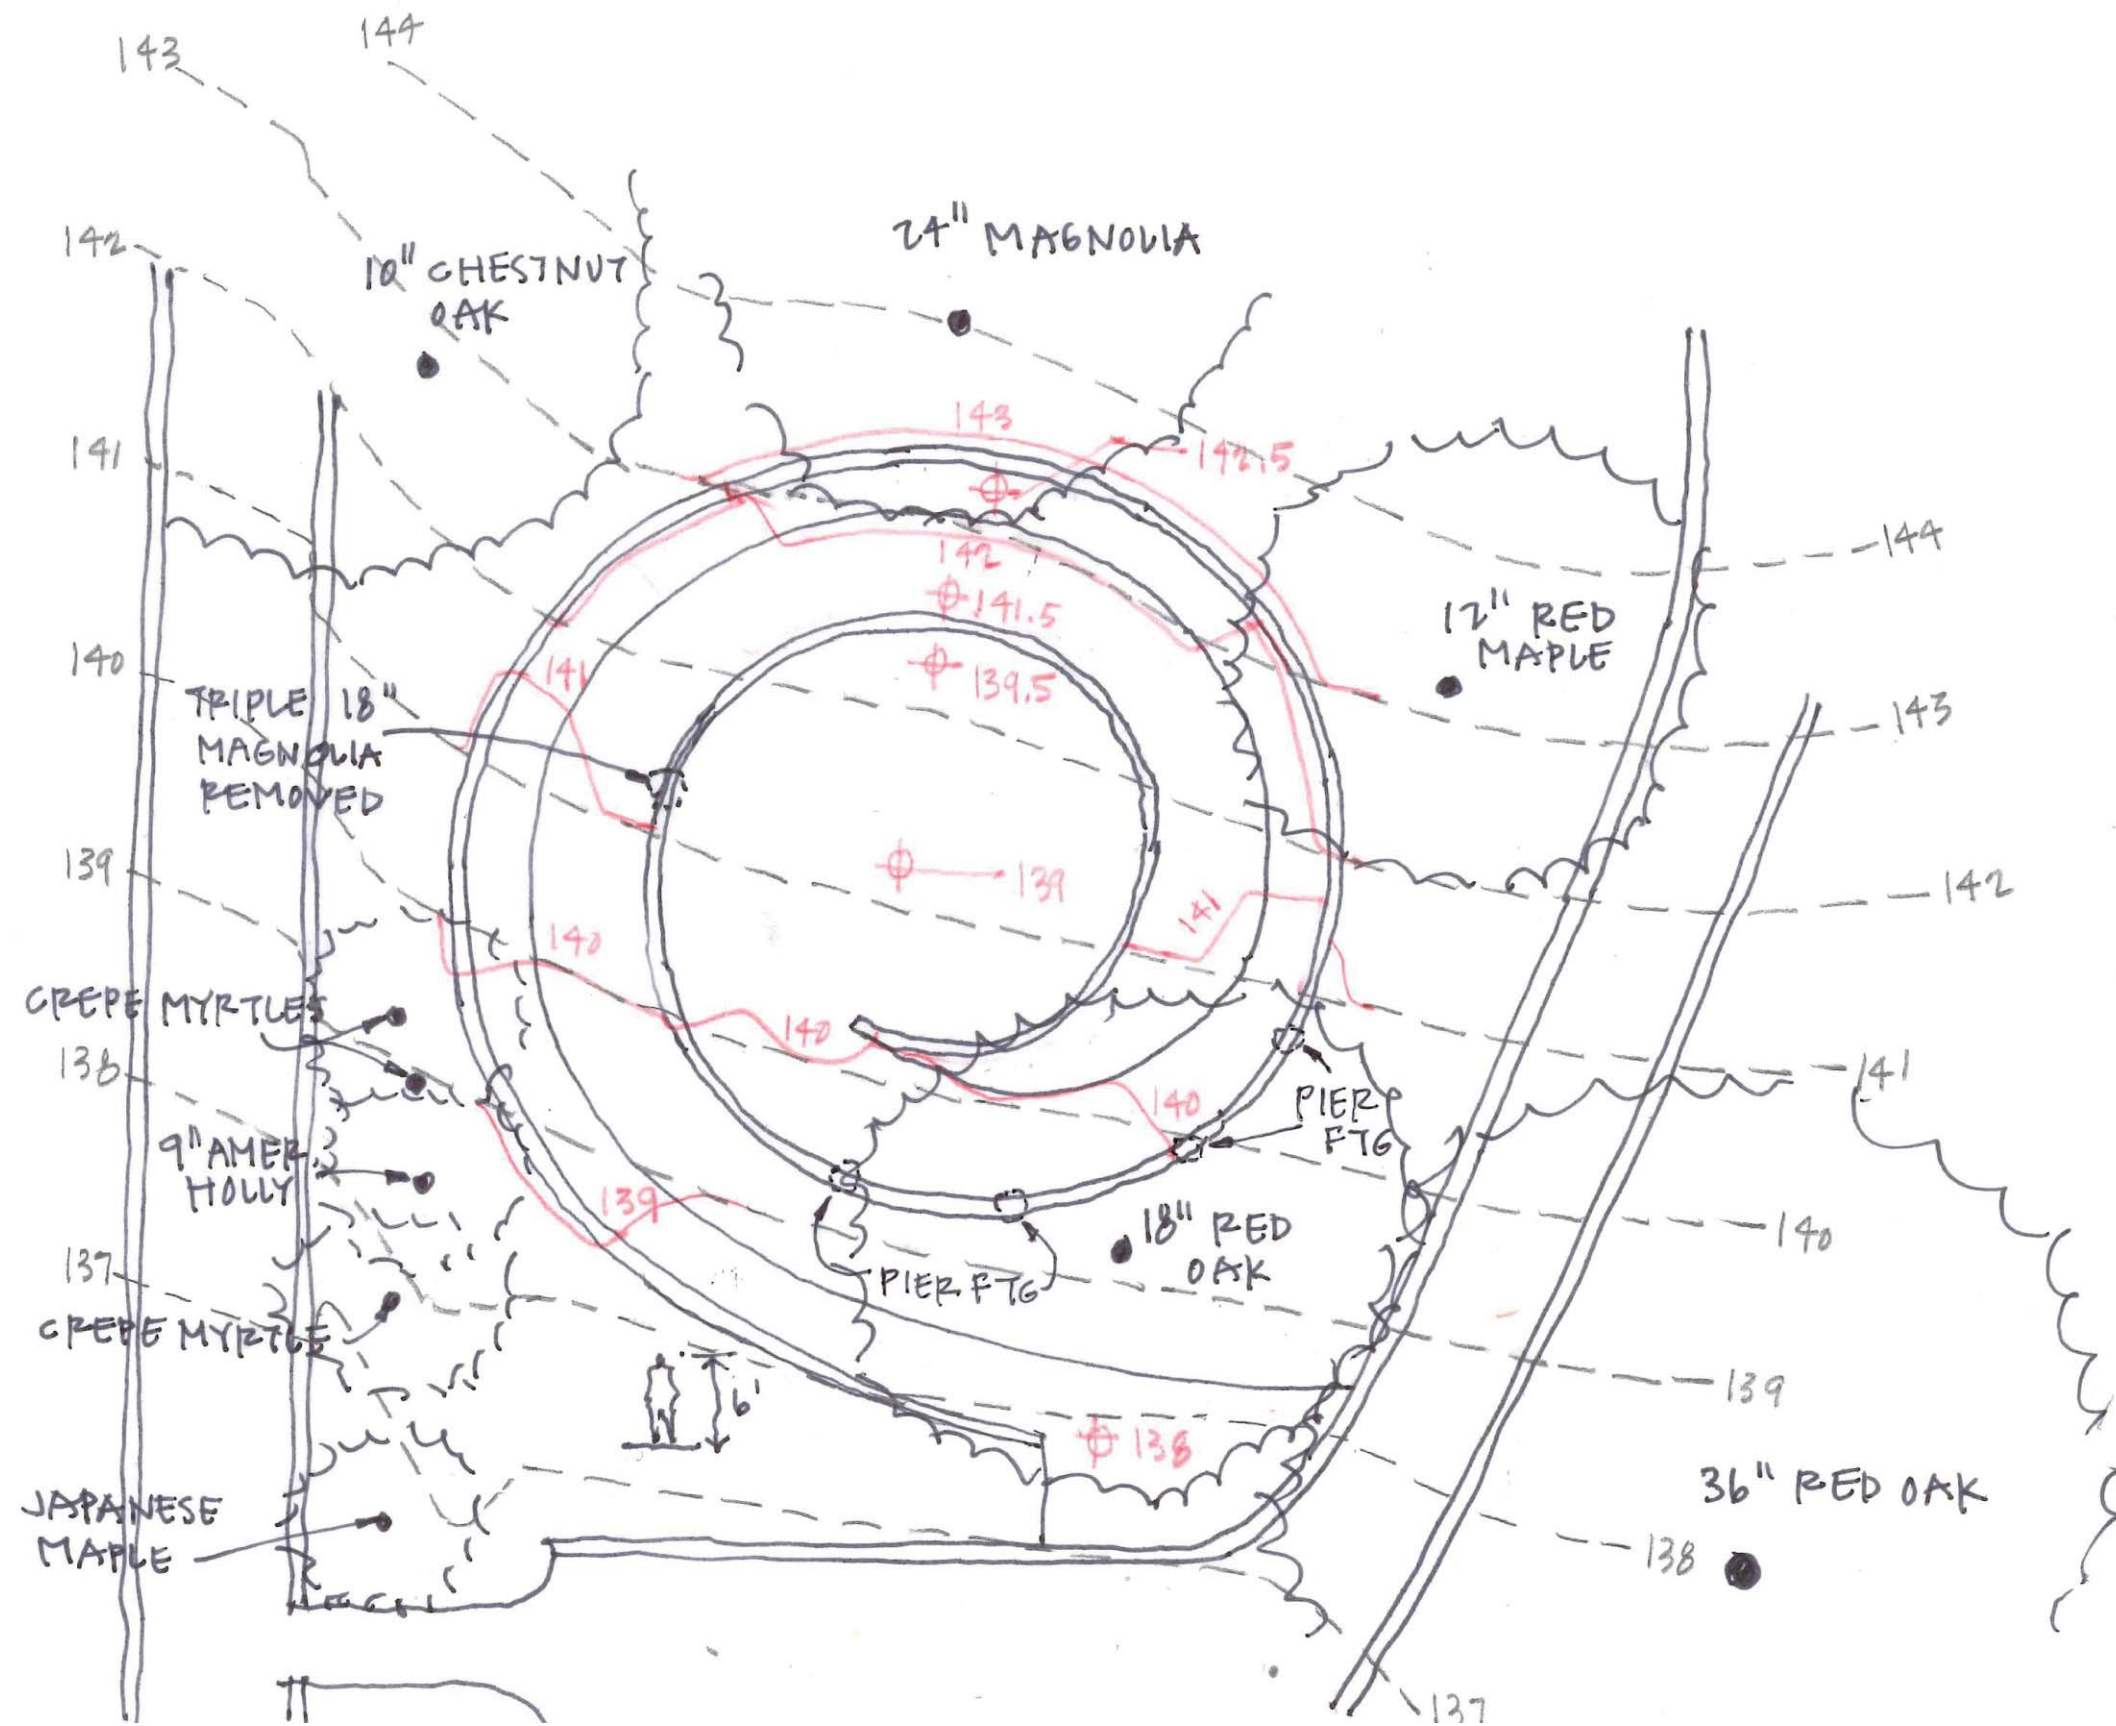 144
143
142
10" CHESTNUT
OAK
24" MAGNOLIA
143
142.5
141
142
144
141.5
12" RED
MAPLE
140
141
139.5
TRIPLE 18"
MAGNOLIA
REMOVED
143
139
139
142
141
140
CREPE MYRTLES
140
138
141
140
PIER
FTG
9" AMER.
HOLLY
139
140
18" RED
OAK
137
PIER FTG
CREPE MYRTLE
6'
139
138
36" RED OAK
JAPANESE
MAPLE
138
137